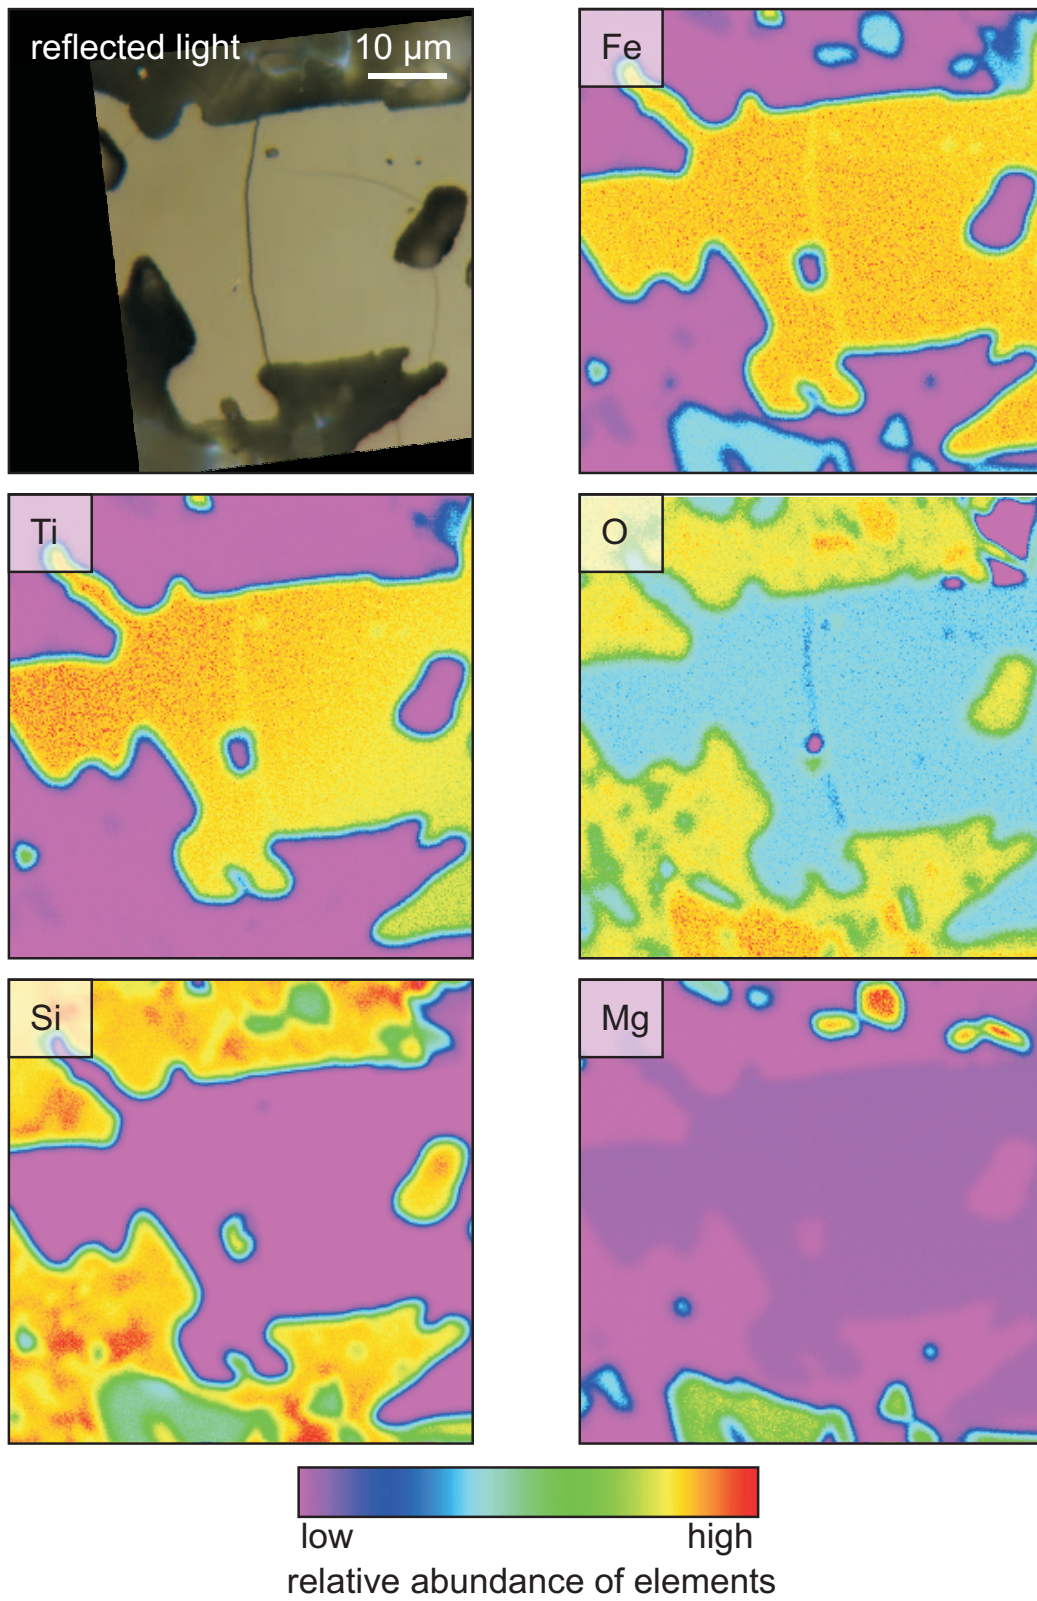 reflected light
10 µm
Fe
Ti
O
Si
Mg
low
high
relative abundance of elements